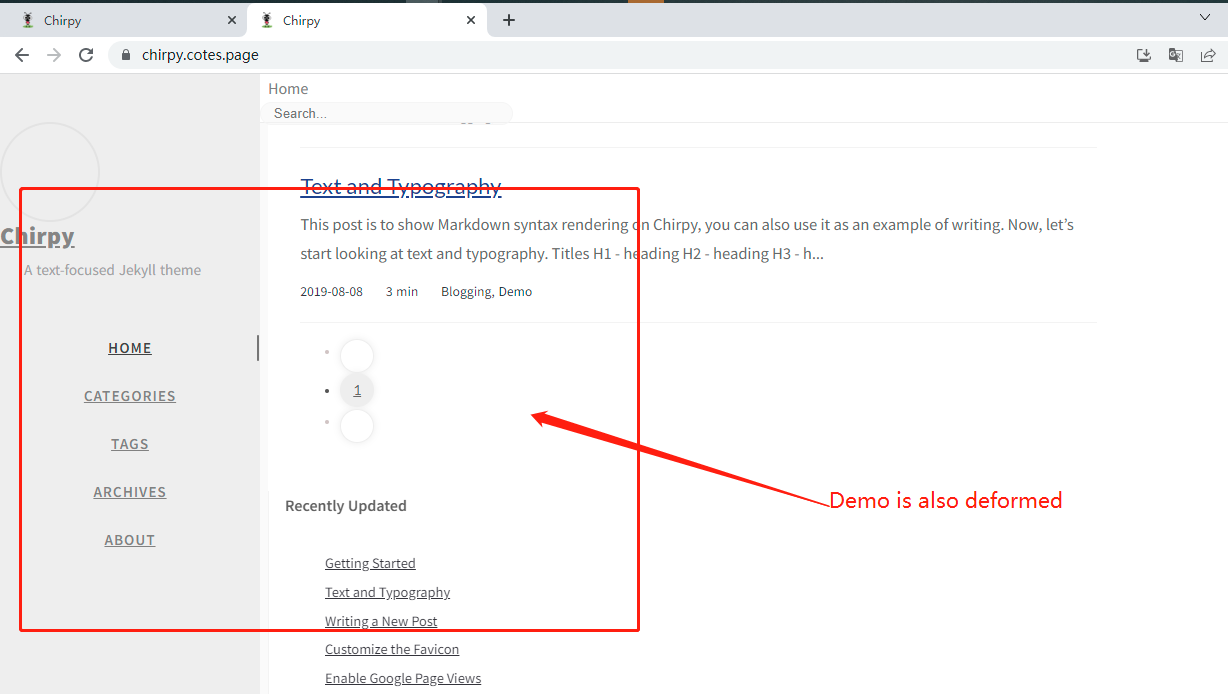 Chirpy
Chirpy
chirpy.cotes.page
Home
Search...
Chirpy
A text-focused Jekyll theme
HOME
CATEGORIES
TAGS
ARCHIVES
ABOUT
Text and Typography
This post is to show Markdown syntax rendering on Chirpy, you can also use it as an example of writing. Now, let’s
start looking at text and typography. Titles H1 - heading H2 - heading H3 - h...
2019-08-08 3 min Blogging, Demo
1
Demo is also deformed
Recently Updated
Getting Started
Text and Typography
Writing a New Post
Customize the Favicon
Enable Google Page Views